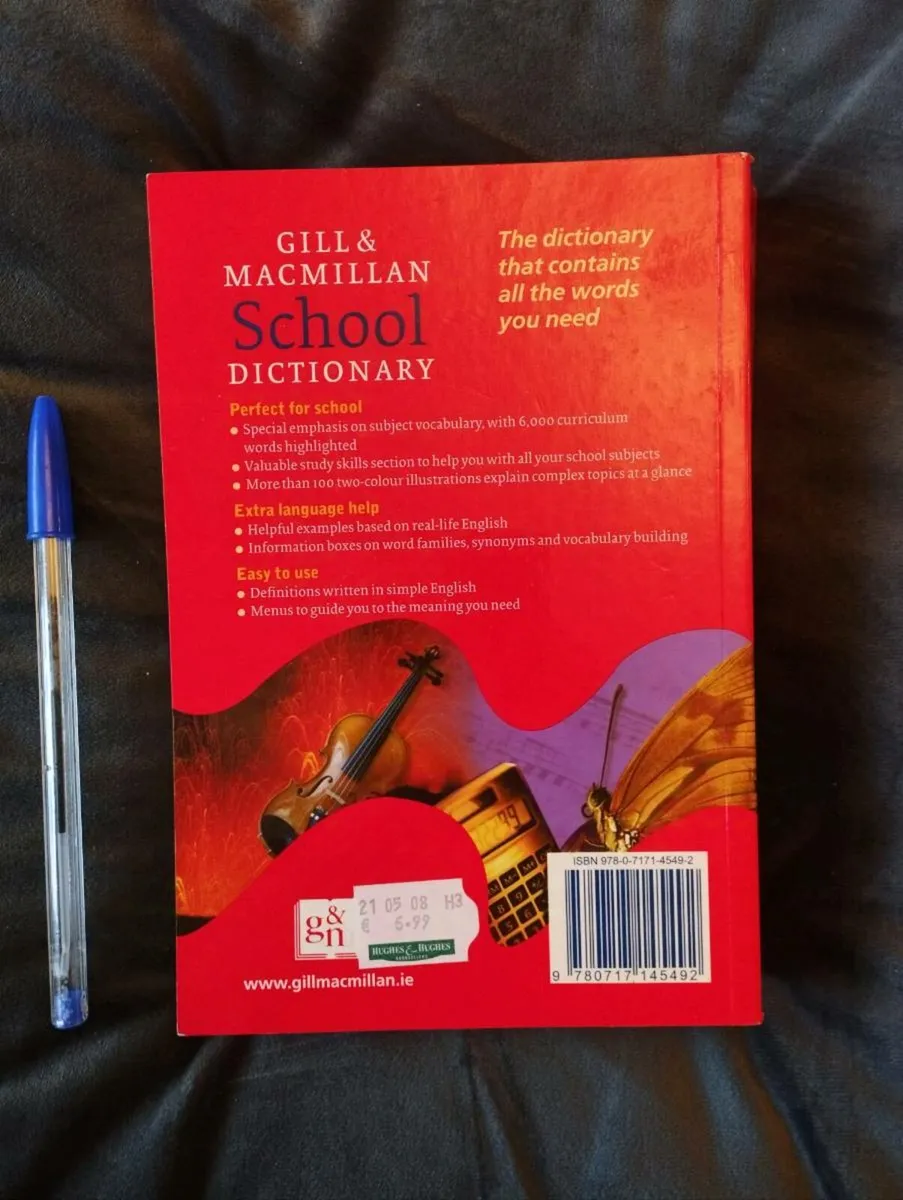 GILL &
MACMILLAN
School
DICTIONARY
The dictionary
that contains
all the words
you need
Perfect for school
• Special emphasis on subject vocabulary, with 6,000 curriculum
words highlighted
• Valuable study skills section to help you with all your school subjects
• More than 100 two-colour illustrations explain complex topics at a glance
Extra language help
• Helpful examples based on real-life English
• Information boxes on word families, synonyms and vocabulary building
Easy to use
• Definitions written in simple English
• Menus to guide you to the meaning you need
g&
21 05 08 H3
€ 6.99
HUGHES & HUGHES
www.gillmacmillan.ie
ISBN 978-0-7171-4549-2
9 780717 145492